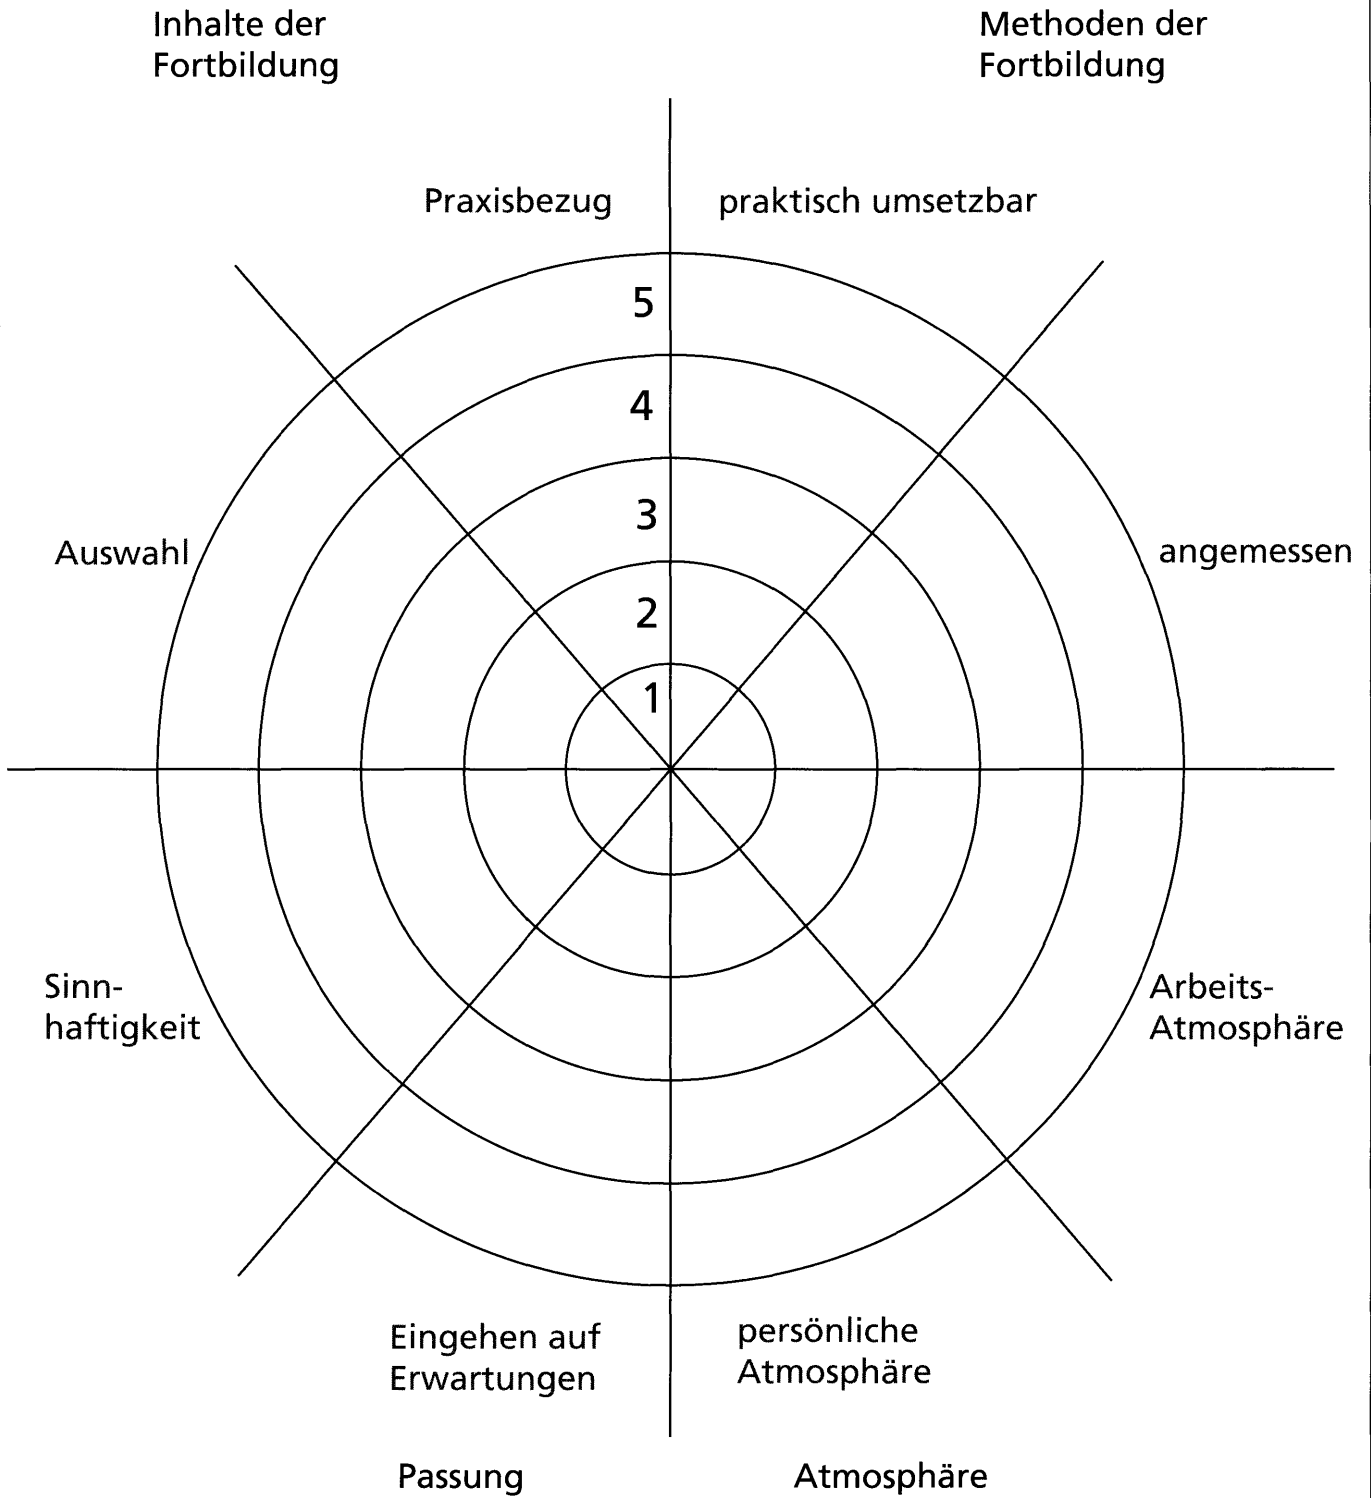 Inhalte der
Fortbildung
Methoden der
Fortbildung
Praxisbezug
praktisch umsetzbar
5
4
3
2
1
Auswahl
angemessen
Sinn-
haftigkeit
Arbeits-
Atmosphäre
Eingehen auf
Erwartungen
persönliche
Atmosphäre
Passung
Atmosphäre